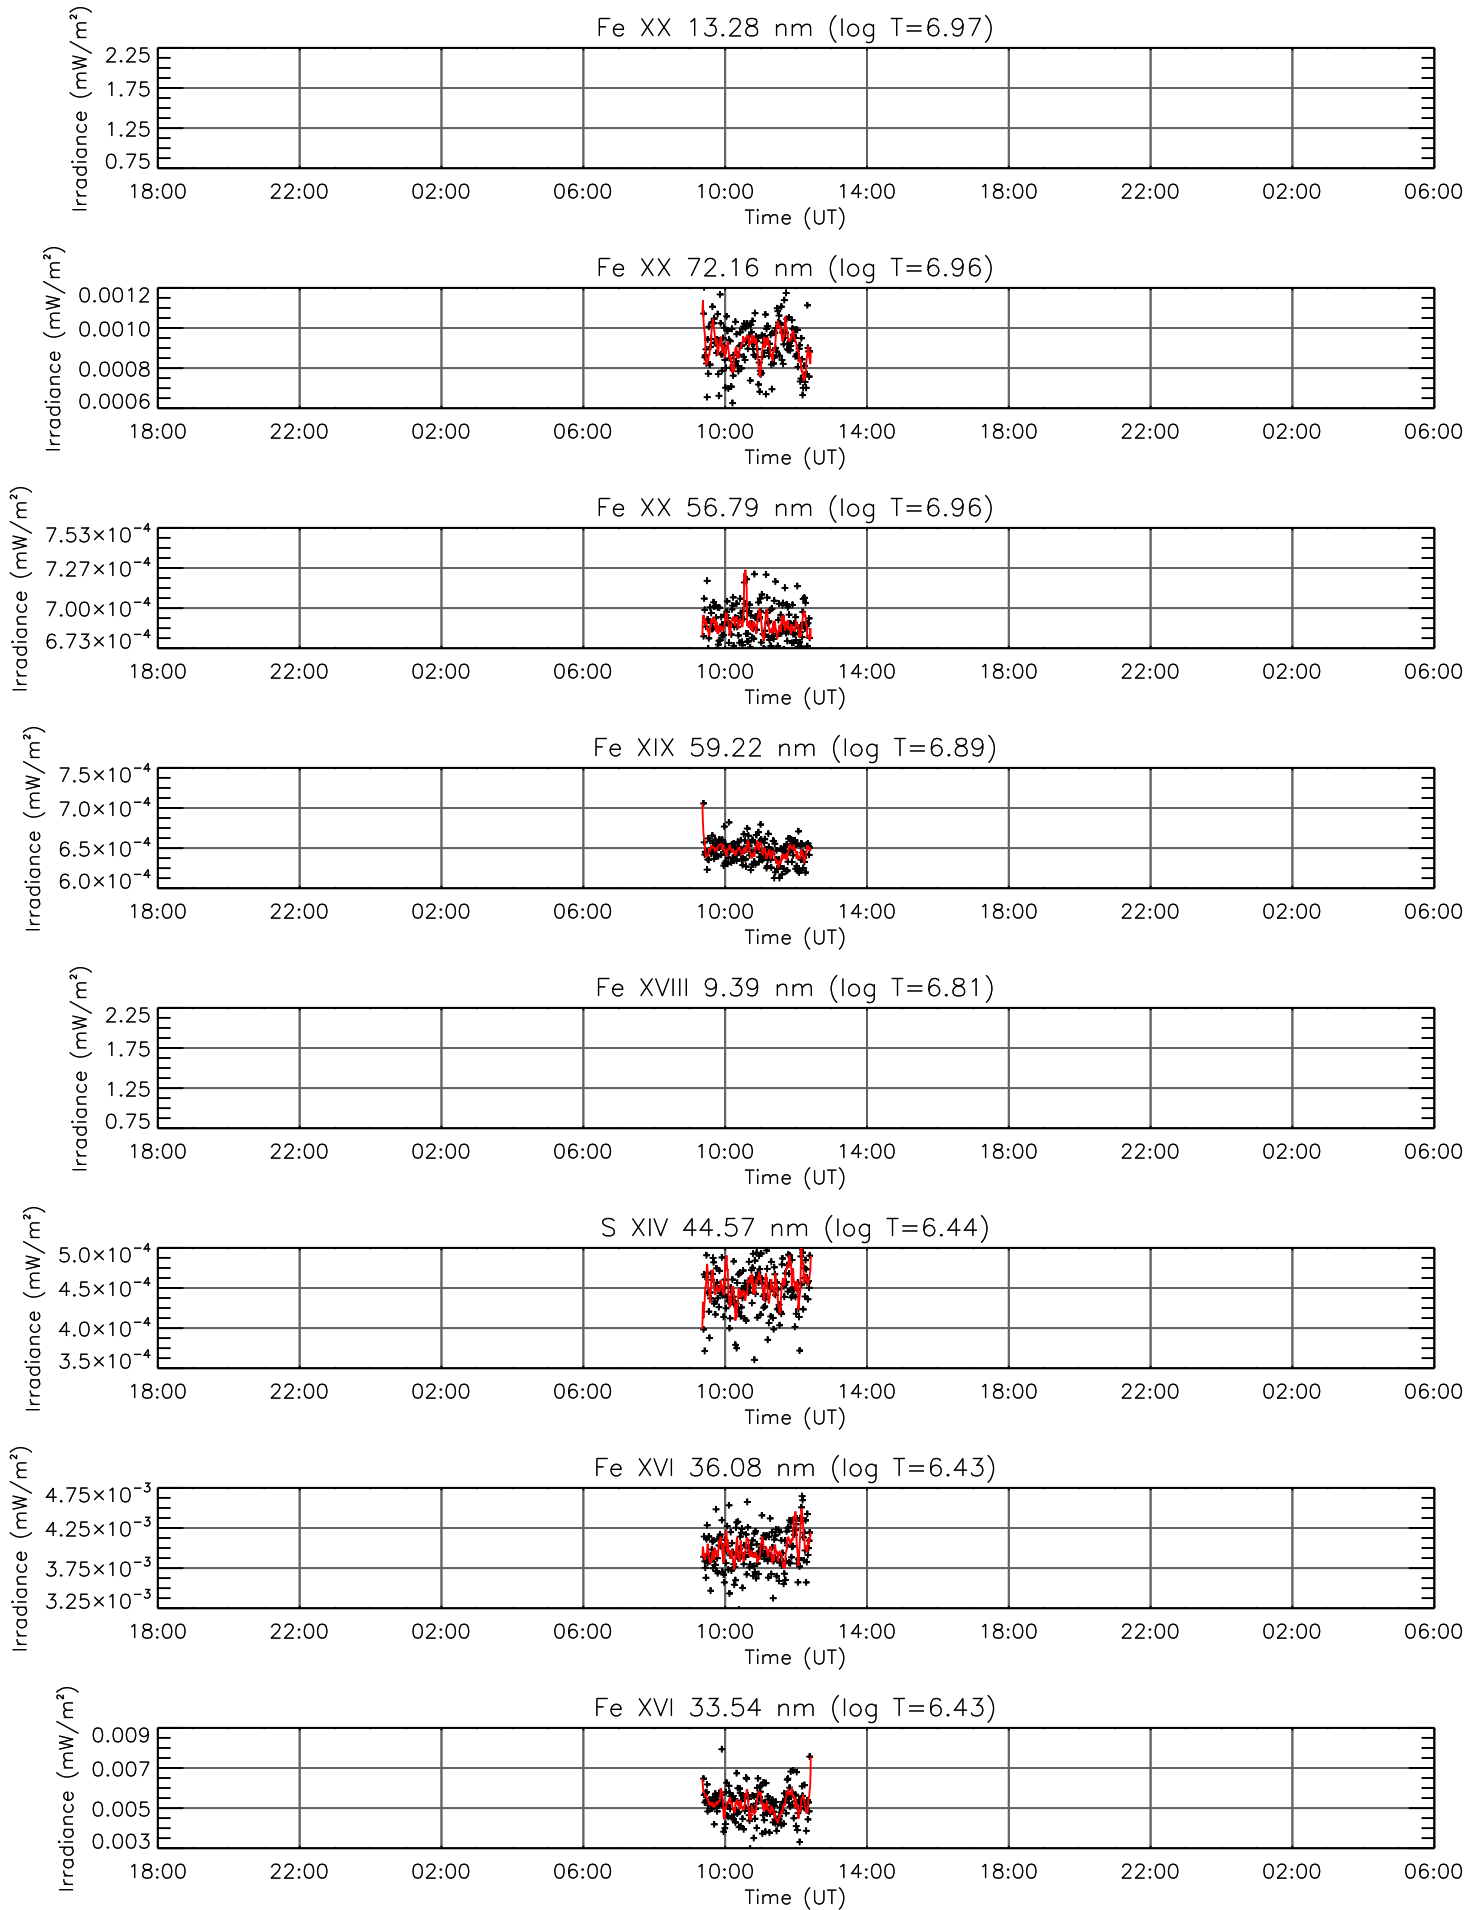 Fe XX 13.28 nm (log T=6.97)
Irradiance (mW/m²)
2.25
1.75
1.25
0.75
18:00 22:00 02:00 06:00 10:00 14:00 18:00 22:00 02:00 06:00
Time (UT)
Fe XX 72.16 nm (log T=6.96)
Irradiance (mW/m²)
0.0012
0.0010
0.0008
0.0006
18:00 22:00 02:00 06:00 10:00 14:00 18:00 22:00 02:00 06:00
Time (UT)
Fe XX 56.79 nm (log T=6.96)
Irradiance (mW/m²)
7.53×10⁻⁴
7.27×10⁻⁴
7.00×10⁻⁴
6.73×10⁻⁴
18:00 22:00 02:00 06:00 10:00 14:00 18:00 22:00 02:00 06:00
Time (UT)
Fe XIX 59.22 nm (log T=6.89)
Irradiance (mW/m²)
7.5×10⁻⁴
7.0×10⁻⁴
6.5×10⁻⁴
6.0×10⁻⁴
18:00 22:00 02:00 06:00 10:00 14:00 18:00 22:00 02:00 06:00
Time (UT)
Fe XVIII 9.39 nm (log T=6.81)
Irradiance (mW/m²)
2.25
1.75
1.25
0.75
18:00 22:00 02:00 06:00 10:00 14:00 18:00 22:00 02:00 06:00
Time (UT)
S XIV 44.57 nm (log T=6.44)
Irradiance (mW/m²)
5.0×10⁻⁴
4.5×10⁻⁴
4.0×10⁻⁴
3.5×10⁻⁴
18:00 22:00 02:00 06:00 10:00 14:00 18:00 22:00 02:00 06:00
Time (UT)
Fe XVI 36.08 nm (log T=6.43)
Irradiance (mW/m²)
4.75×10⁻³
4.25×10⁻³
3.75×10⁻³
3.25×10⁻³
18:00 22:00 02:00 06:00 10:00 14:00 18:00 22:00 02:00 06:00
Time (UT)
Fe XVI 33.54 nm (log T=6.43)
Irradiance (mW/m²)
0.009
0.007
0.005
0.003
18:00 22:00 02:00 06:00 10:00 14:00 18:00 22:00 02:00 06:00
Time (UT)